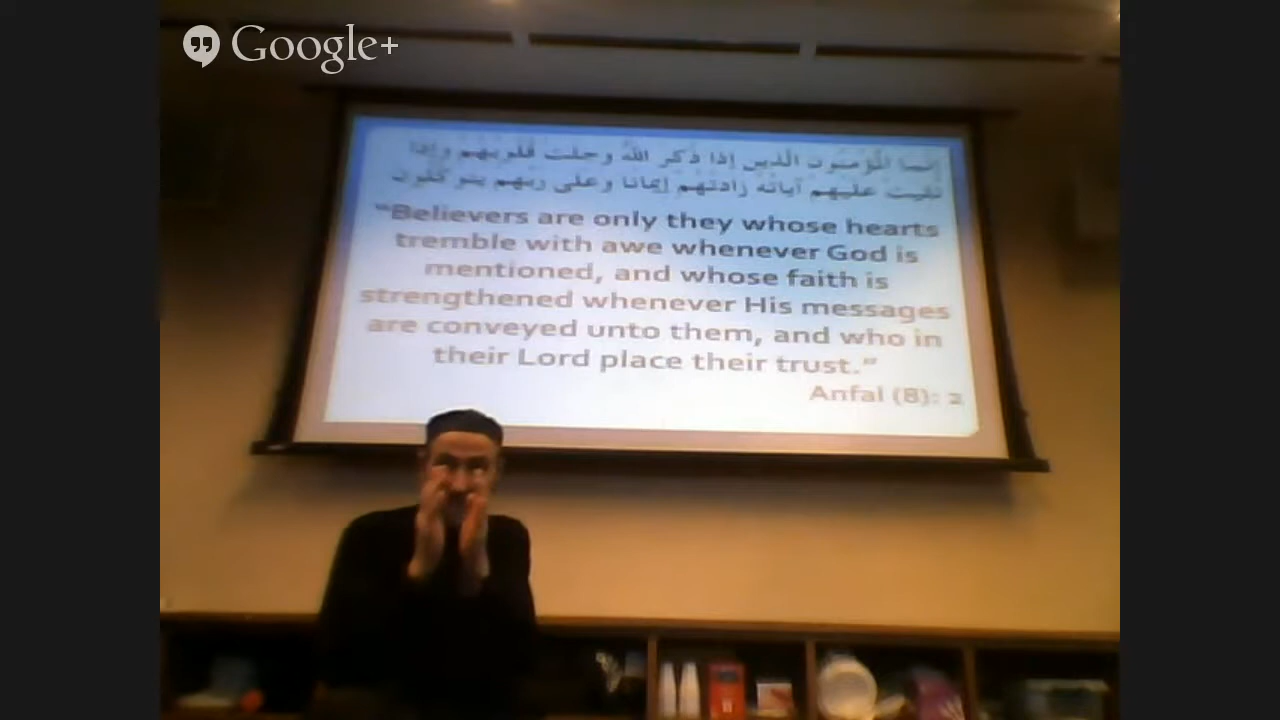 Google+
إنما المؤمنون الذين إذا ذكر الله وجلت قلوبهم وإذا
تليت عليهم آياته زادتهم إيمانا وعلى ربهم يتوكلون
"Believers are only they whose hearts
tremble with awe whenever God is
mentioned, and whose faith is
strengthened whenever His messages
are conveyed unto them, and who in
their Lord place their trust."
Anfal (8): 2